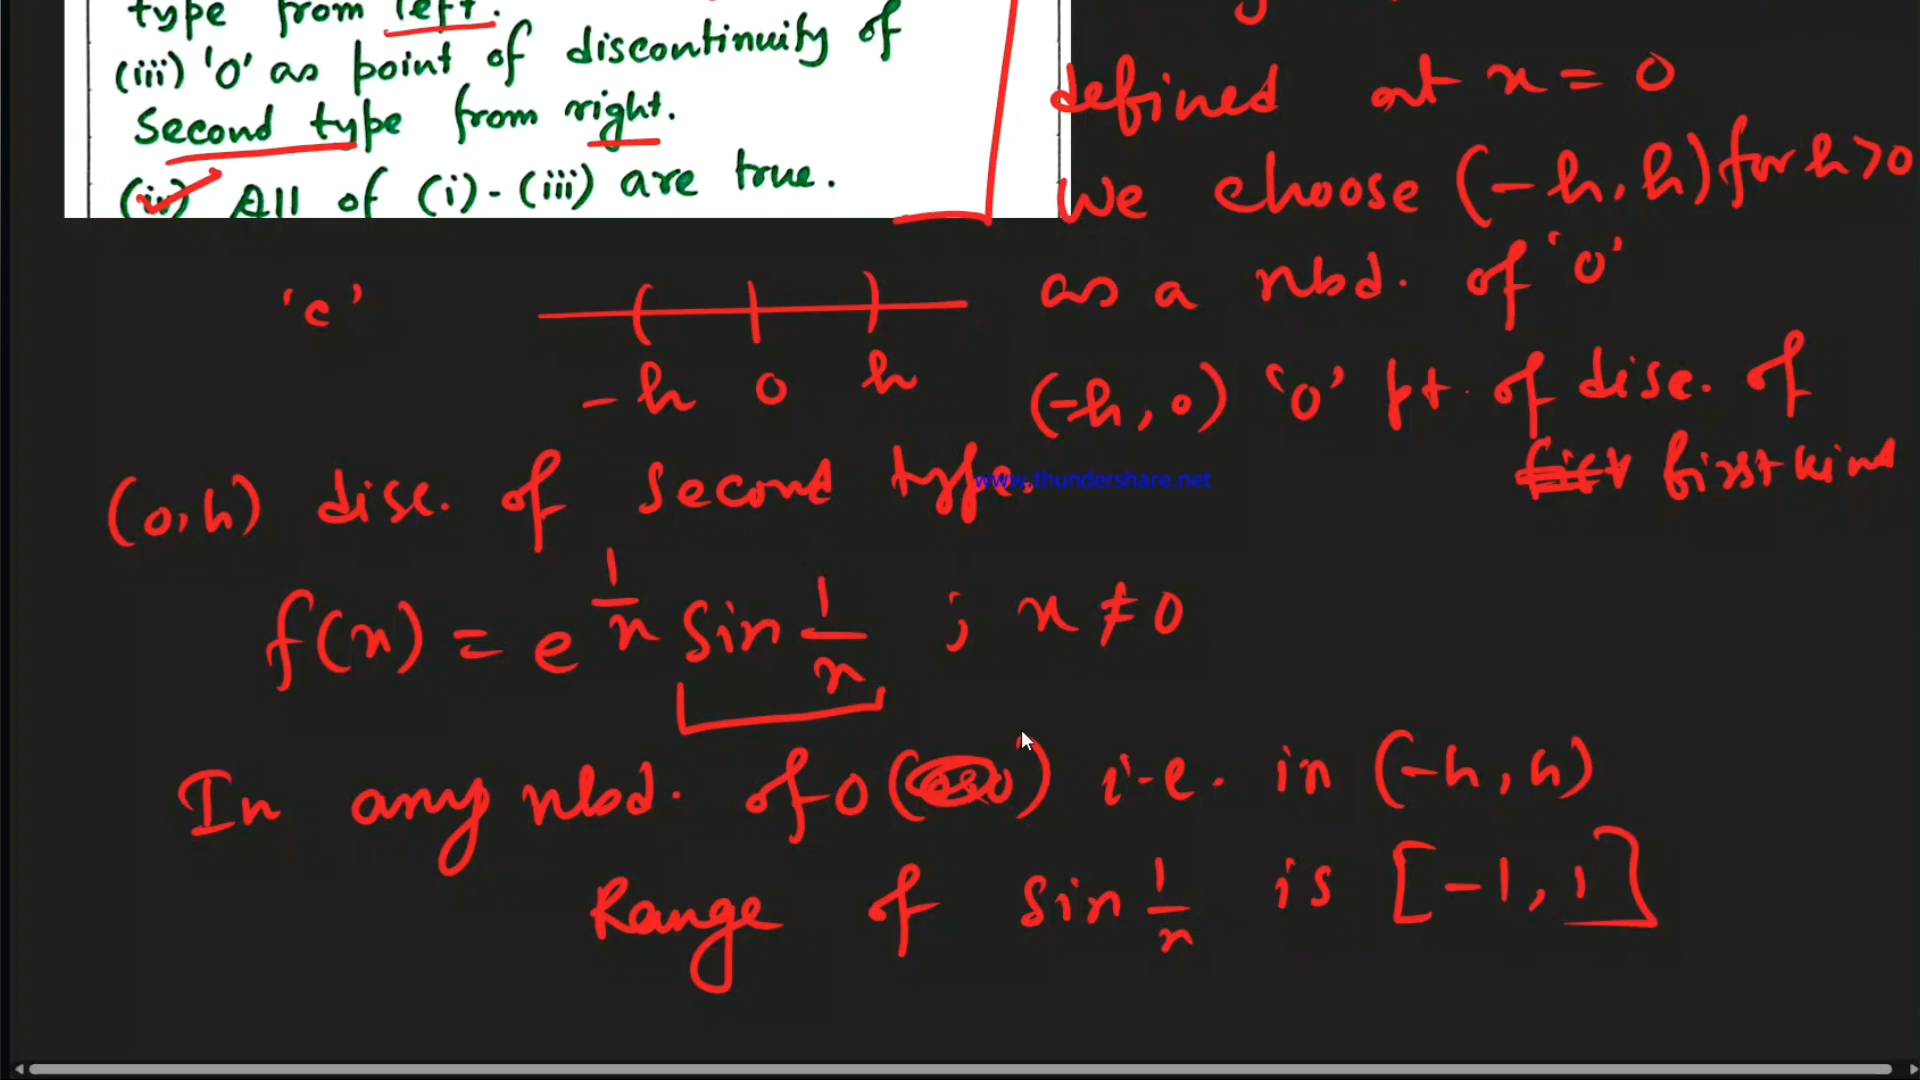 type from left.
(iii) '0' as point of discontinuity of
second type from right.
(iv) All of (i)-(iii) are true.
defined at x = 0
We choose (-h, h) for h>0
as a nbd. of '0'
'c'
-h 0 h
(-h, 0) '0' pt. of disc. of
first kind
(0, h) disc. of second type.
www.thundershare.net
f(x) = e^{1/x} sin 1/x ; x ≠ 0
In any nbd. of 0 ( ) i.e. in (-h, h)
Range of sin 1/x is [-1, 1]